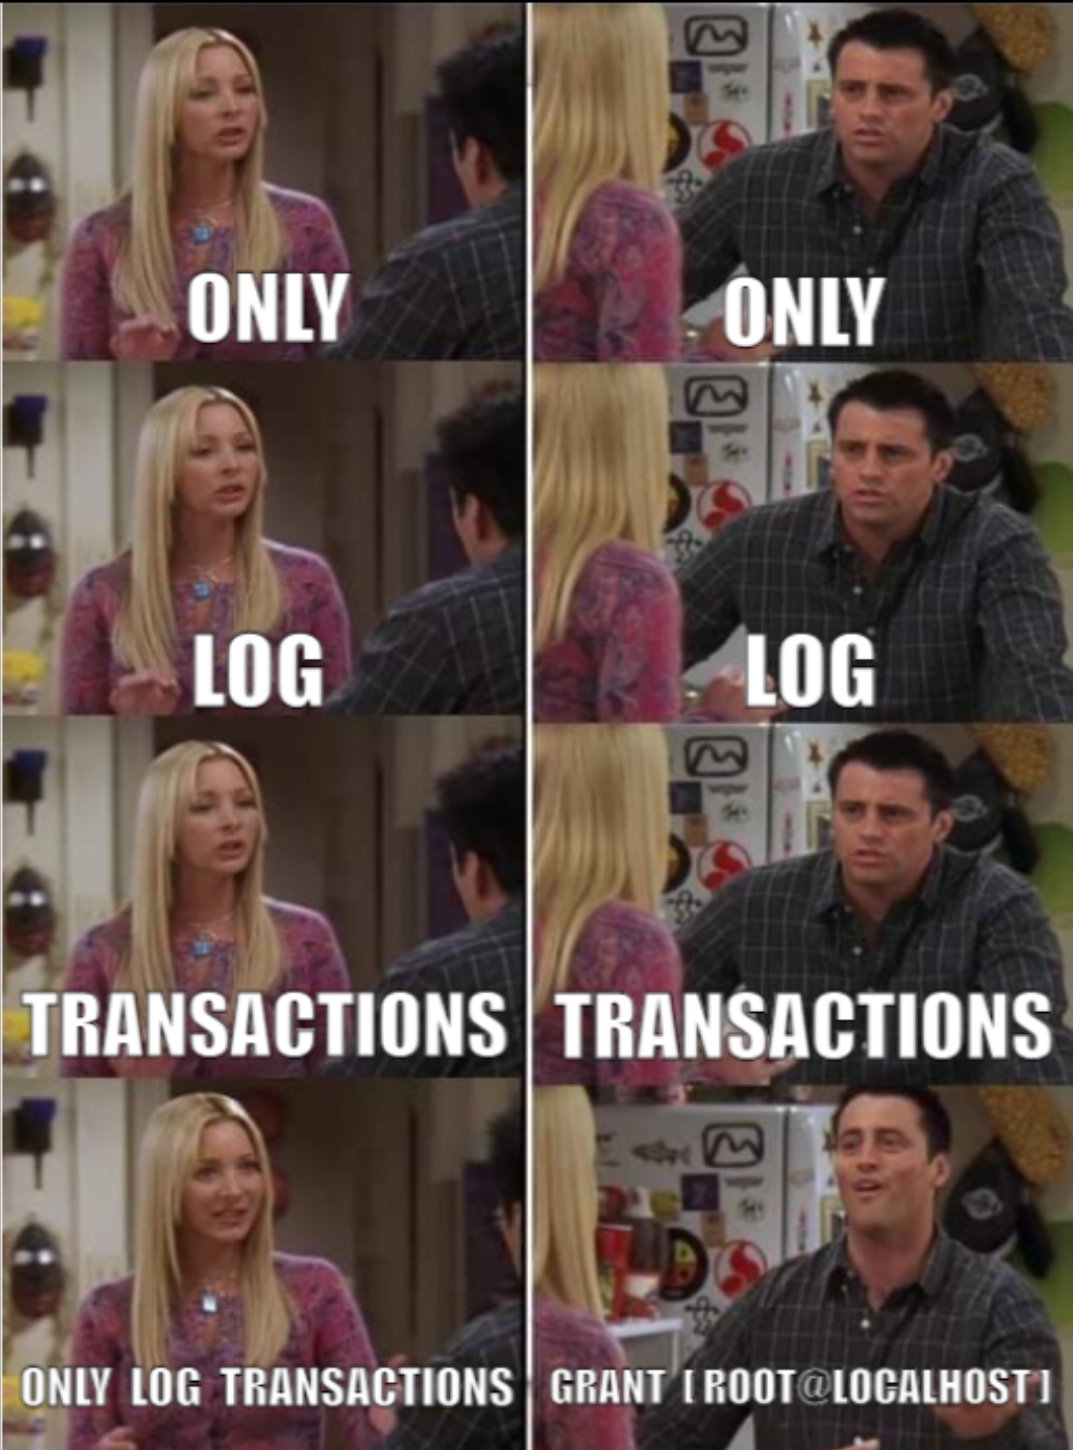 ONLY
ONLY
LOG
LOG
TRANSACTIONS
TRANSACTIONS
ONLY LOG TRANSACTIONS
GRANT [ROOT@LOCALHOST]